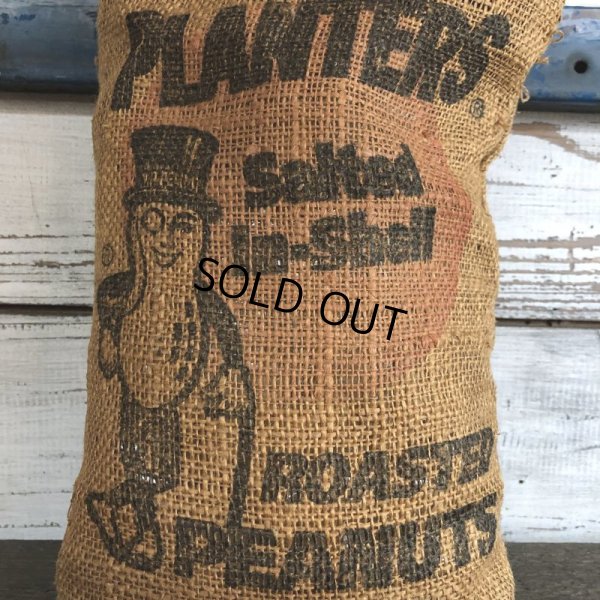 PLANTERS®
Salted
In-Shell
SOLD OUT
ROASTED
PEANUTS